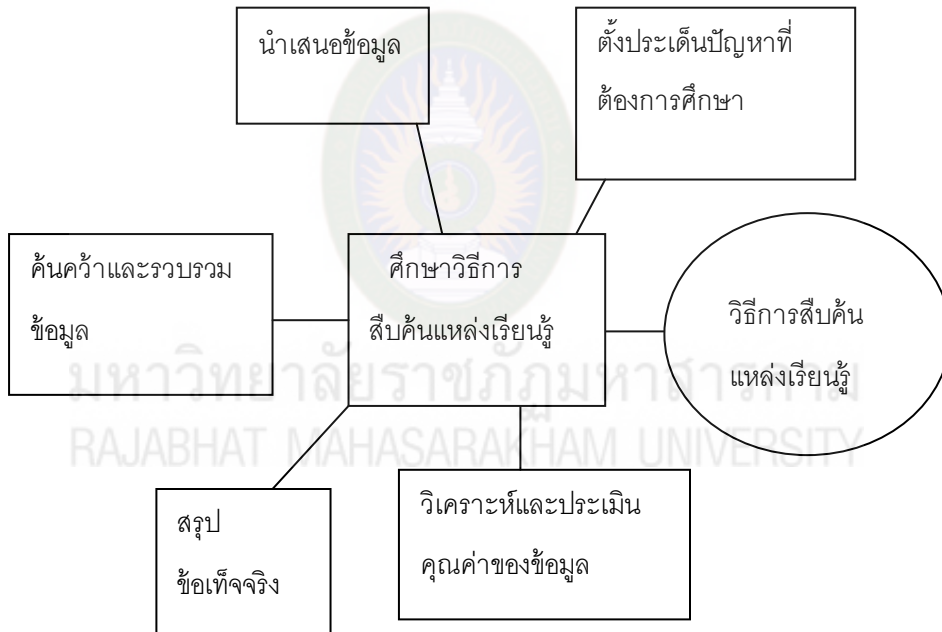 นำเสนอข้อมูล
ตั้งประเด็นปัญหาที่
ต้องการศึกษา
ค้นคว้าและรวบรวม
ข้อมูล
ศึกษาวิธีการ
สืบค้นแหล่งเรียนรู้
วิธีการสืบค้น
แหล่งเรียนรู้
มหาวิทยาลัยราชภัฏมหาสารคาม
RAJABHAT MAHASARAKHAM UNIVERSITY
สรุป
ข้อเท็จจริง
วิเคราะห์และประเมิน
คุณค่าของข้อมูล